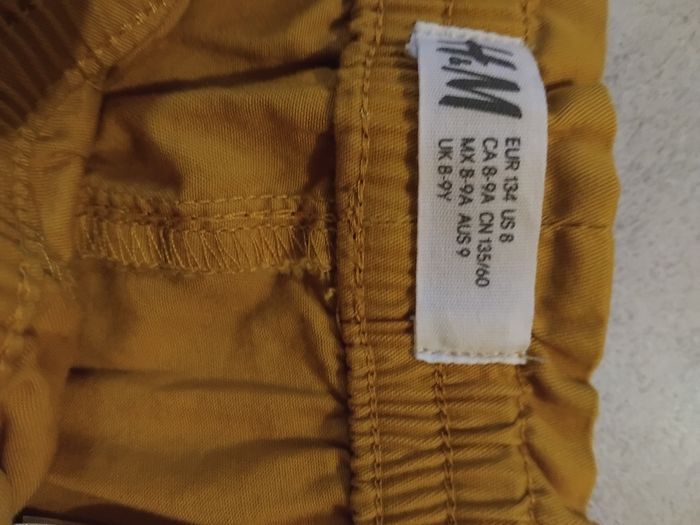 H&M
EUR 134 US 8
CA 8-9A CN 135/60
MX 8-9A AUS 9
UK 8-9Y